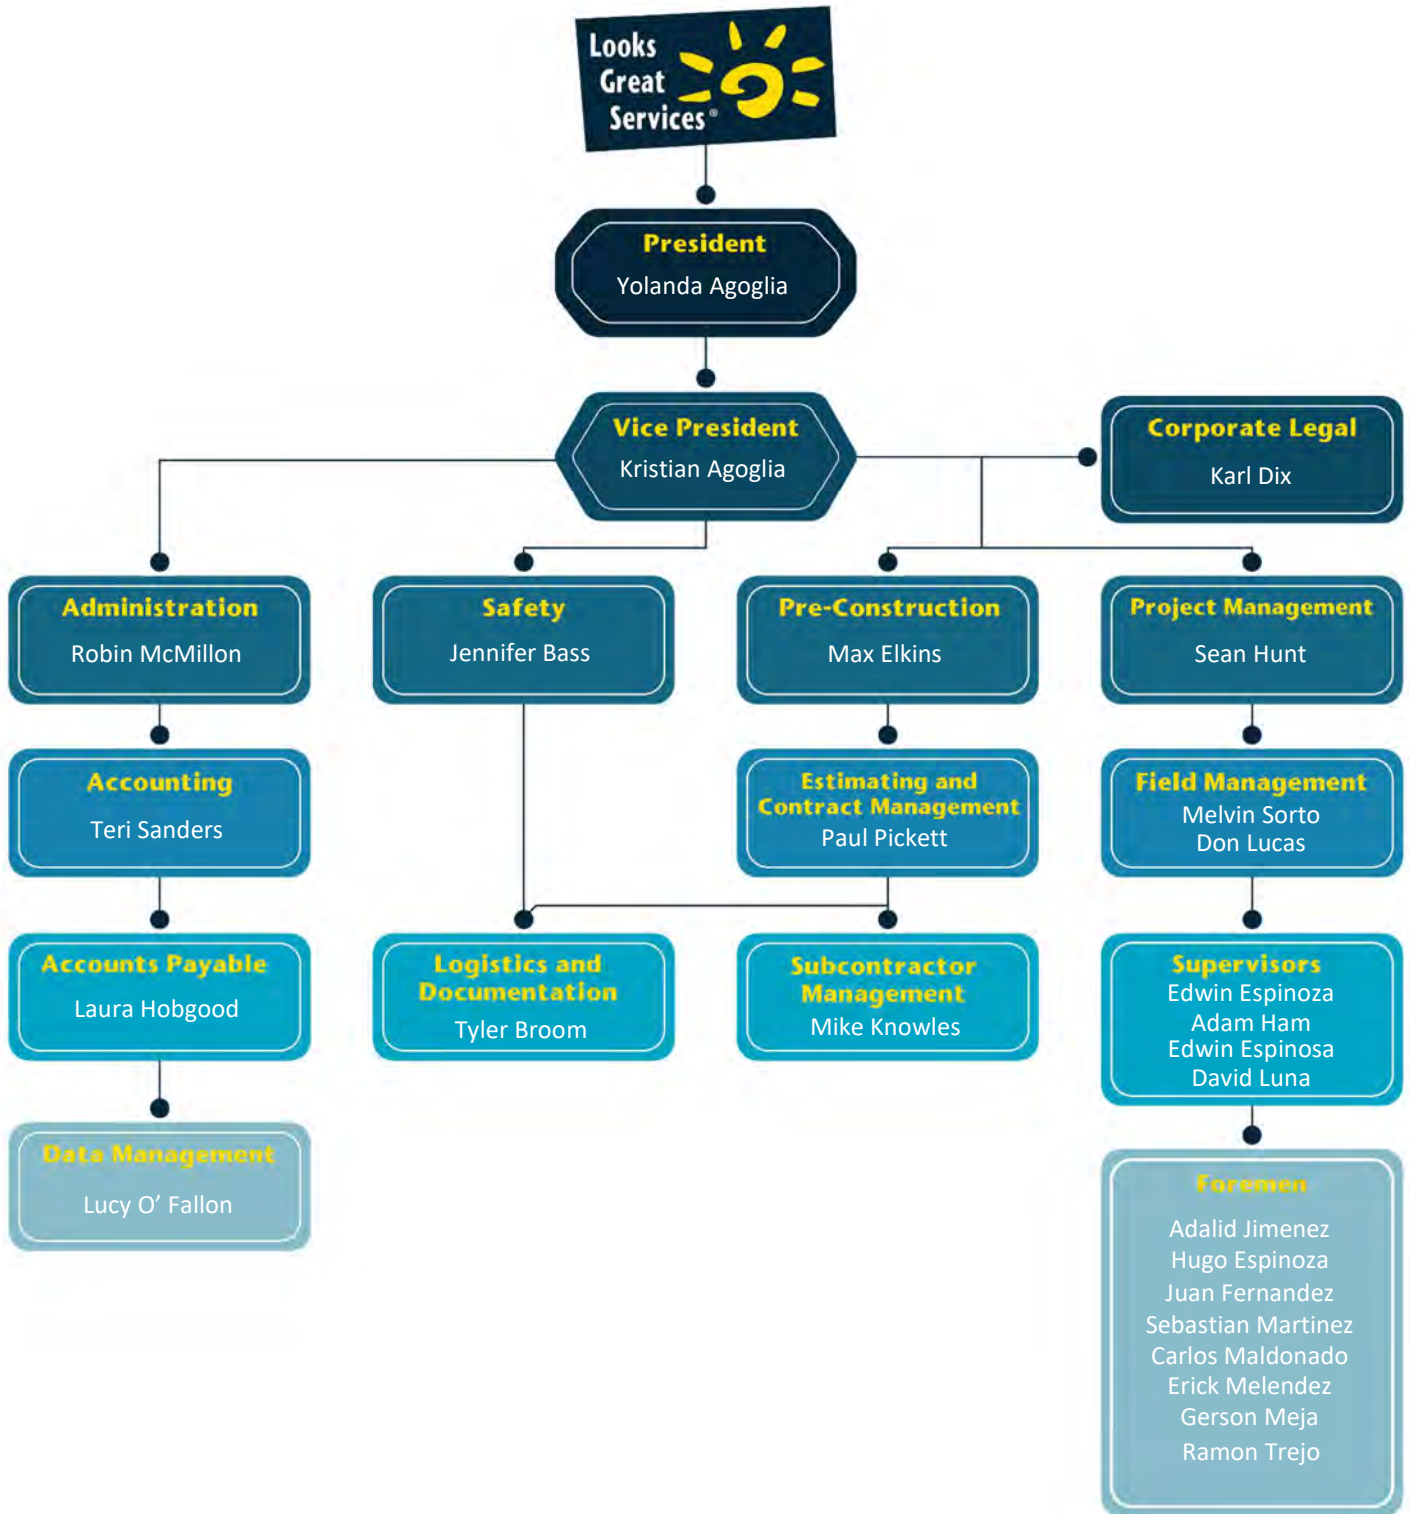 Looks
Great
Services®
President
Yolanda Agoglia
Vice President
Kristian Agoglia
Corporate Legal
Karl Dix
Administration
Robin McMillon
Safety
Jennifer Bass
Pre-Construction
Max Elkins
Project Management
Sean Hunt
Accounting
Teri Sanders
Estimating and
Contract Management
Paul Pickett
Field Management
Melvin Sorto
Don Lucas
Accounts Payable
Laura Hobgood
Logistics and
Documentation
Tyler Broom
Subcontractor
Management
Mike Knowles
Supervisors
Edwin Espinoza
Adam Ham
Edwin Espinosa
David Luna
Data Management
Lucy O’ Fallon
Foremen
Adalid Jimenez
Hugo Espinoza
Juan Fernandez
Sebastian Martinez
Carlos Maldonado
Erick Melendez
Gerson Meja
Ramon Trejo